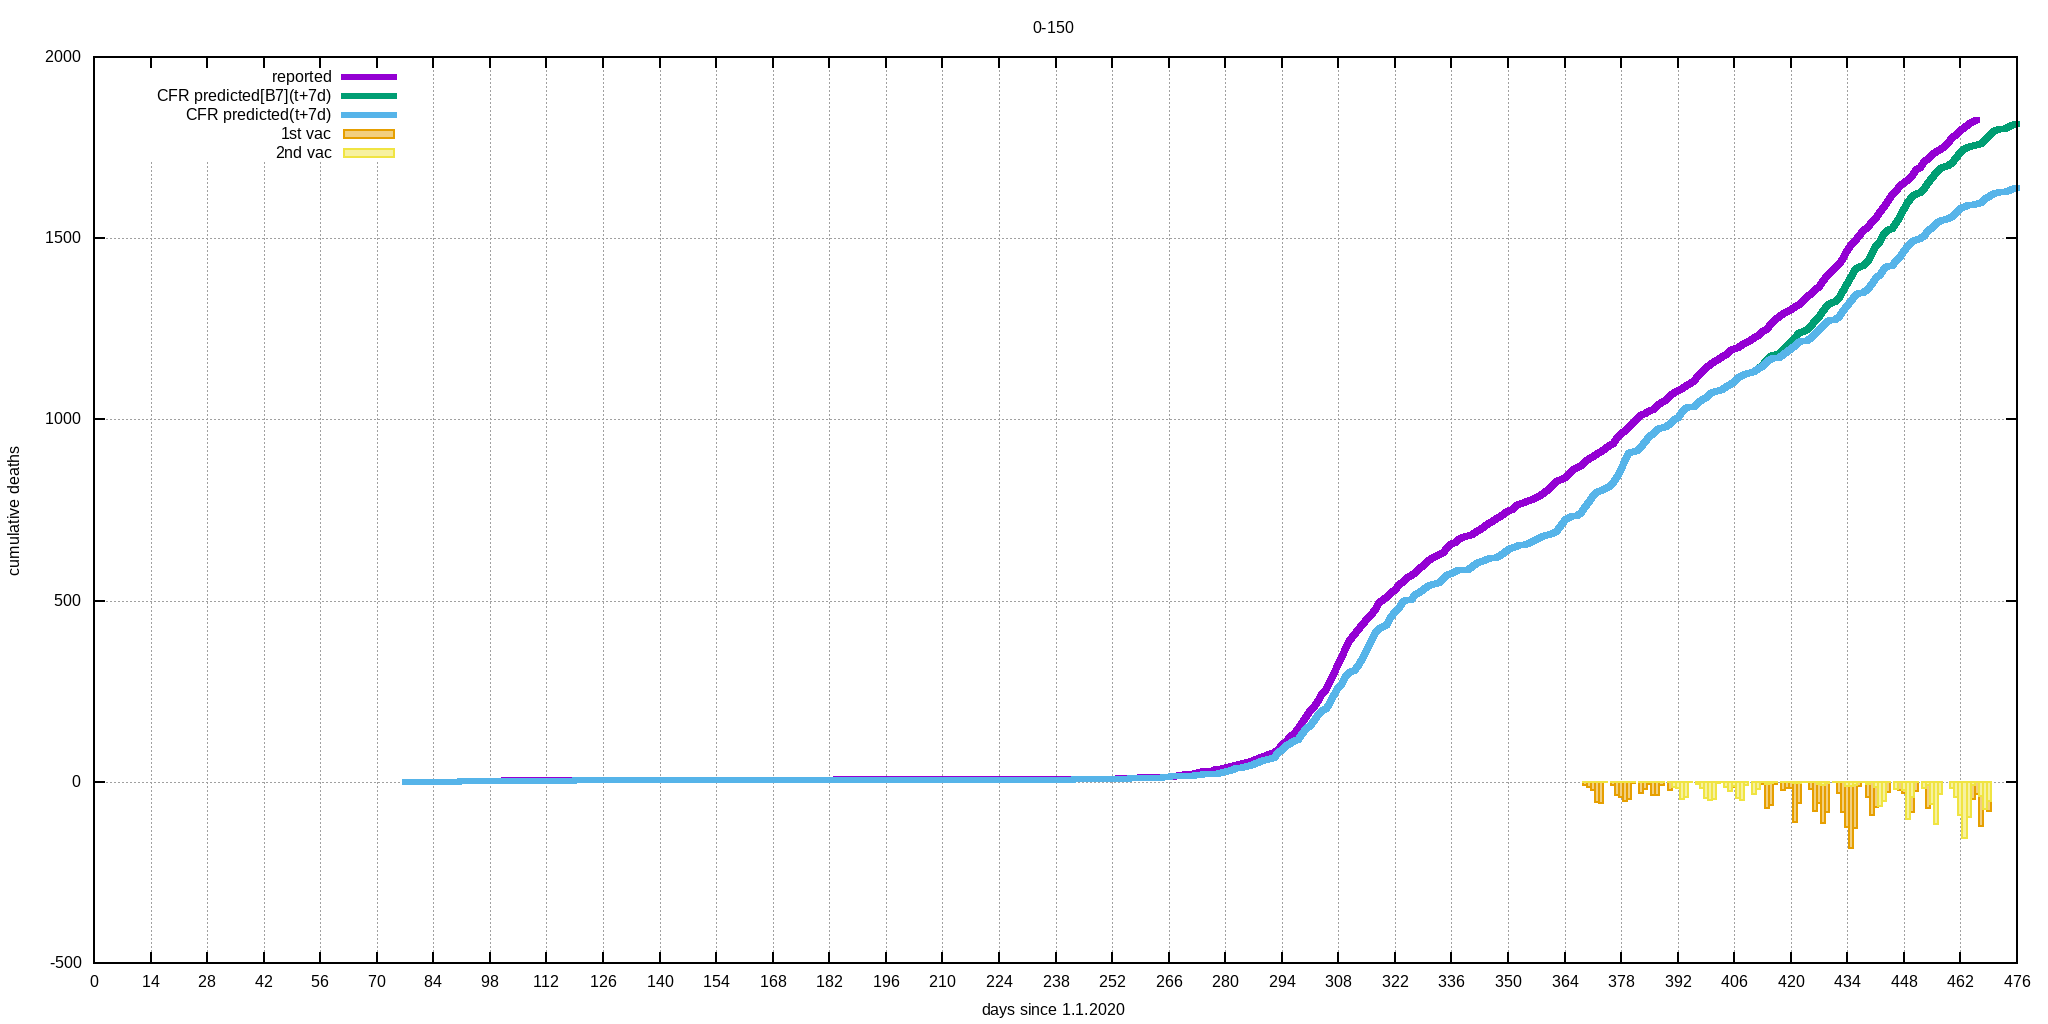 0-150
reported
CFR predicted[B7](t+7d)
CFR predicted(t+7d)
1st vac
2nd vac
2000
1500
1000
500
0
-500
cumulative deaths
0 14 28 42 56 70 84 98 112 126 140 154 168 182 196 210 224 238 252 266 280 294 308 322 336 350 364 378 392 406 420 434 448 462 476
days since 1.1.2020